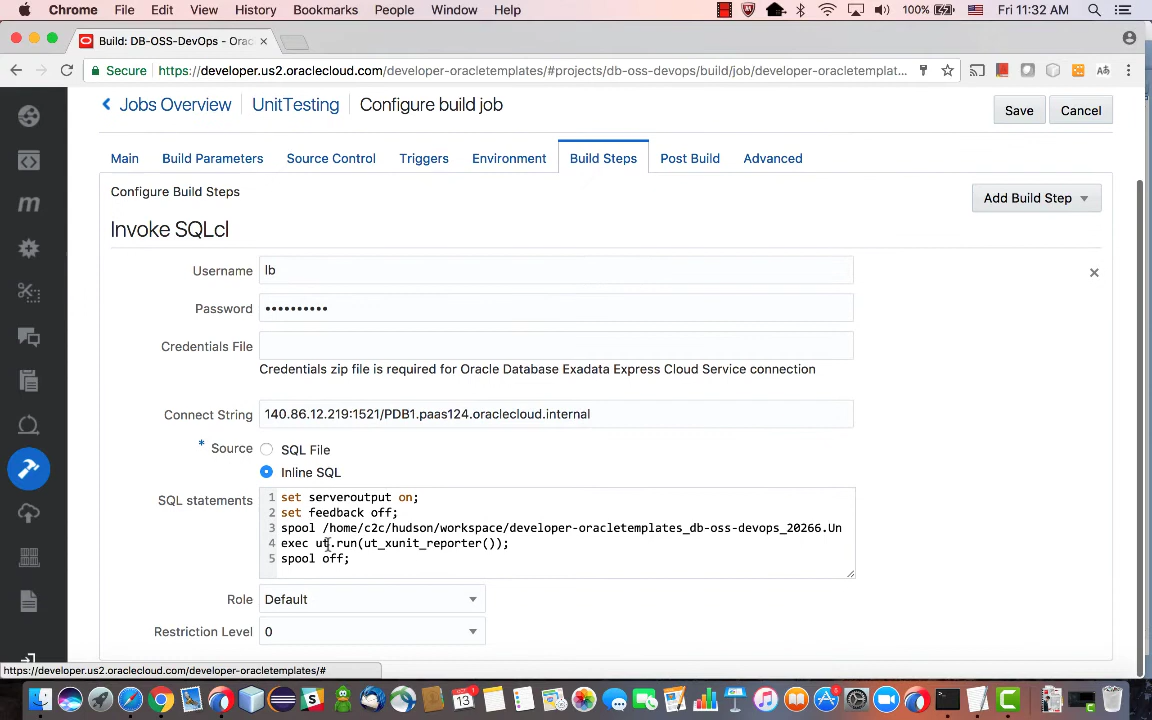 Chrome File Edit View History Bookmarks People Window Help 100% Fri 11:32 AM
Build: DB-OSS-DevOps - Orac
Secure https://developer.us2.oraclecloud.com/developer-oracletemplates/#projects/db-oss-devops/build/job/developer-oracletemplat...
Jobs Overview UnitTesting Configure build job Save Cancel
Main Build Parameters Source Control Triggers Environment Build Steps Post Build Advanced
Configure Build Steps Add Build Step
Invoke SQLcl
Username lb
Password ••••••••••
Credentials File
Credentials zip file is required for Oracle Database Exadata Express Cloud Service connection
Connect String 140.86.12.219:1521/PDB1.paas124.oraclecloud.internal
* Source SQL File
Inline SQL
SQL statements 1 set serveroutput on;
2 set feedback off;
3 spool /home/c2c/hudson/workspace/developer-oracletemplates_db-oss-devops_20266.Un
4 exec ut.run(ut_xunit_reporter());
5 spool off;
Role Default
Restriction Level 0
https://developer.us2.oraclecloud.com/developer-oracletemplates/#
13